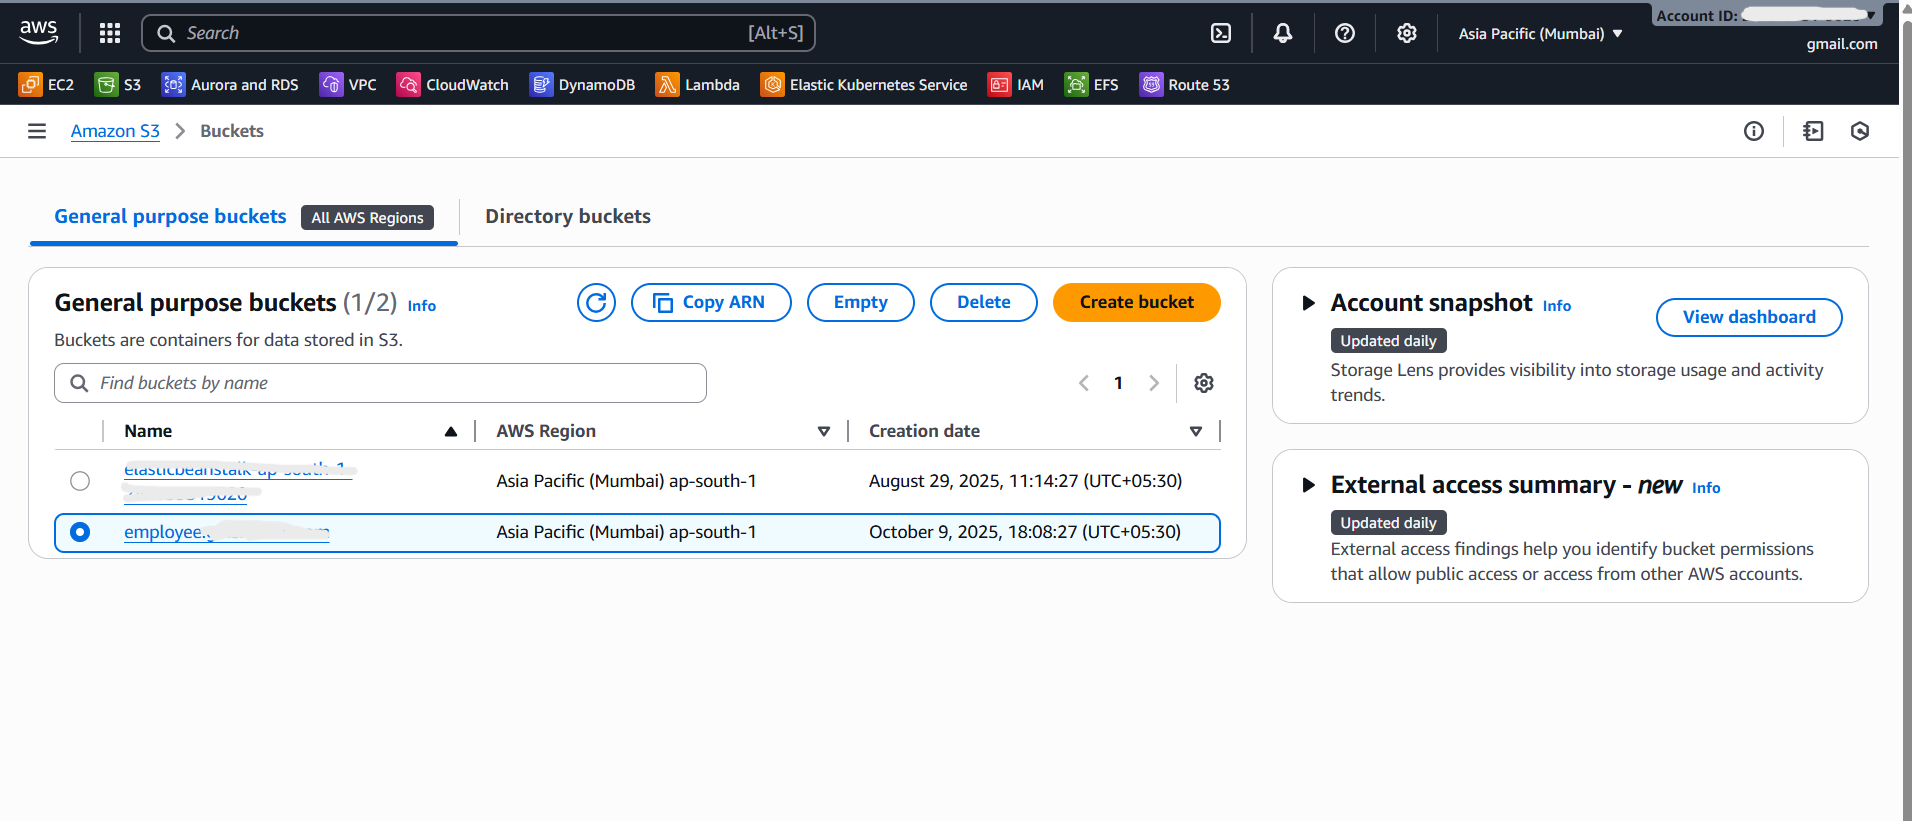 aws
Search [Alt+S]
Account ID:
Asia Pacific (Mumbai)
gmail.com
EC2 S3 Aurora and RDS VPC CloudWatch DynamoDB Lambda Elastic Kubernetes Service IAM EFS Route 53
Amazon S3 > Buckets
General purpose buckets All AWS Regions Directory buckets
General purpose buckets (1/2) Info
Copy ARN Empty Delete Create bucket
Buckets are containers for data stored in S3.
Find buckets by name
1
Name AWS Region Creation date
elasticbeanstalk-ap-south-1-
Asia Pacific (Mumbai) ap-south-1 August 29, 2025, 11:14:27 (UTC+05:30)
employee. Asia Pacific (Mumbai) ap-south-1 October 9, 2025, 18:08:27 (UTC+05:30)
Account snapshot Info
View dashboard
Updated daily
Storage Lens provides visibility into storage usage and activity
trends.
External access summary - new Info
Updated daily
External access findings help you identify bucket permissions
that allow public access or access from other AWS accounts.